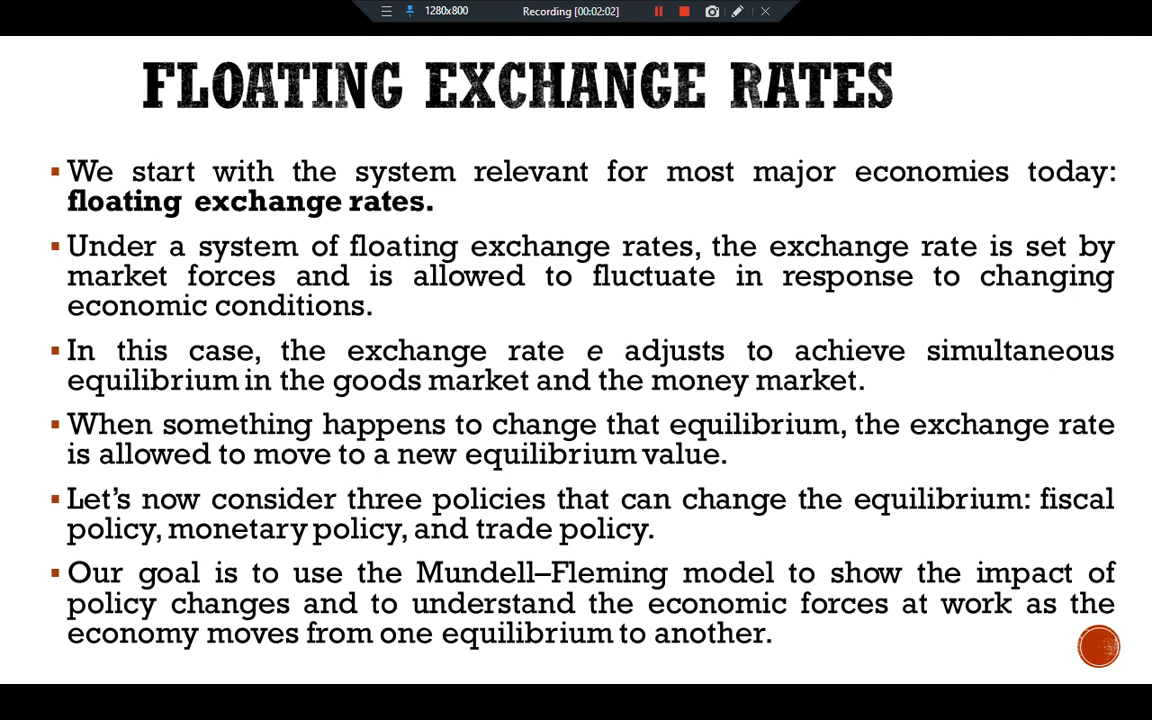 1280x800
Recording [00:02:02]
FLOATING EXCHANGE RATES
▪We start with the system relevant for most major economies today:
floating exchange rates.
▪Under a system of floating exchange rates, the exchange rate is set by
market forces and is allowed to fluctuate in response to changing
economic conditions.
▪In this case, the exchange rate e adjusts to achieve simultaneous
equilibrium in the goods market and the money market.
▪When something happens to change that equilibrium, the exchange rate
is allowed to move to a new equilibrium value.
▪Let’s now consider three policies that can change the equilibrium: fiscal
policy, monetary policy, and trade policy.
▪Our goal is to use the Mundell–Fleming model to show the impact of
policy changes and to understand the economic forces at work as the
economy moves from one equilibrium to another.